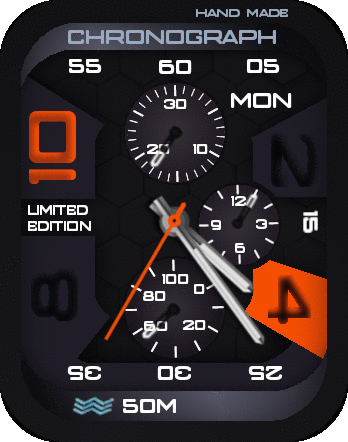 HAND MADE
CHRONOGRAPH
55 60 05
MON
30
20 10
10
2
12
9 3
6
15
LIMITED
EDITION
100
80 0
60 20
8
4
35 30 25
50M